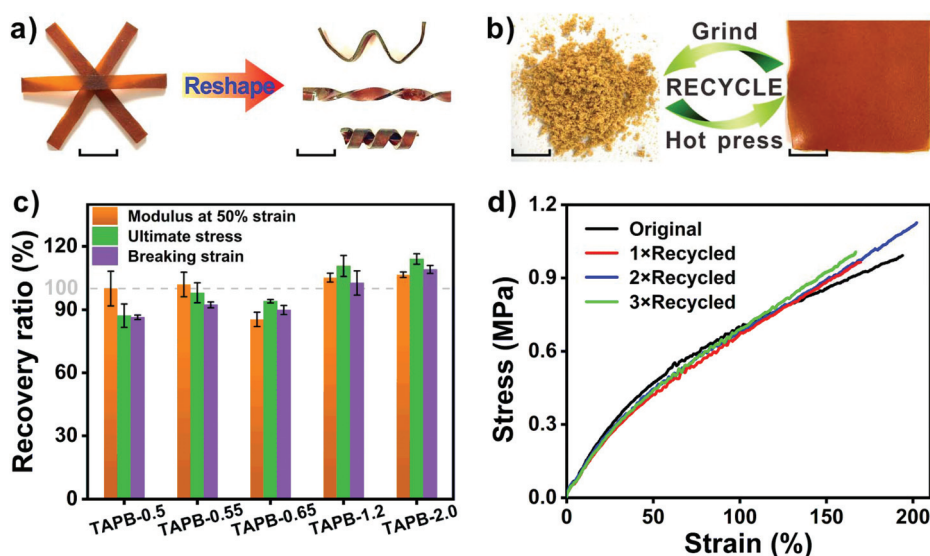 a)
Reshape
b)
Grind
RECYCLE
Hot press
c)
Modulus at 50% strain
Ultimate stress
Breaking strain
Recovery ratio (%)
120
100
90
60
30
0
TAPB-0.5
TAPB-0.55
TAPB-0.65
TAPB-1.2
TAPB-2.0
d)
Original
1×Recycled
2×Recycled
3×Recycled
Stress (MPa)
1.2
0.9
0.6
0.3
0.0
0 50 100 150 200
Strain (%)